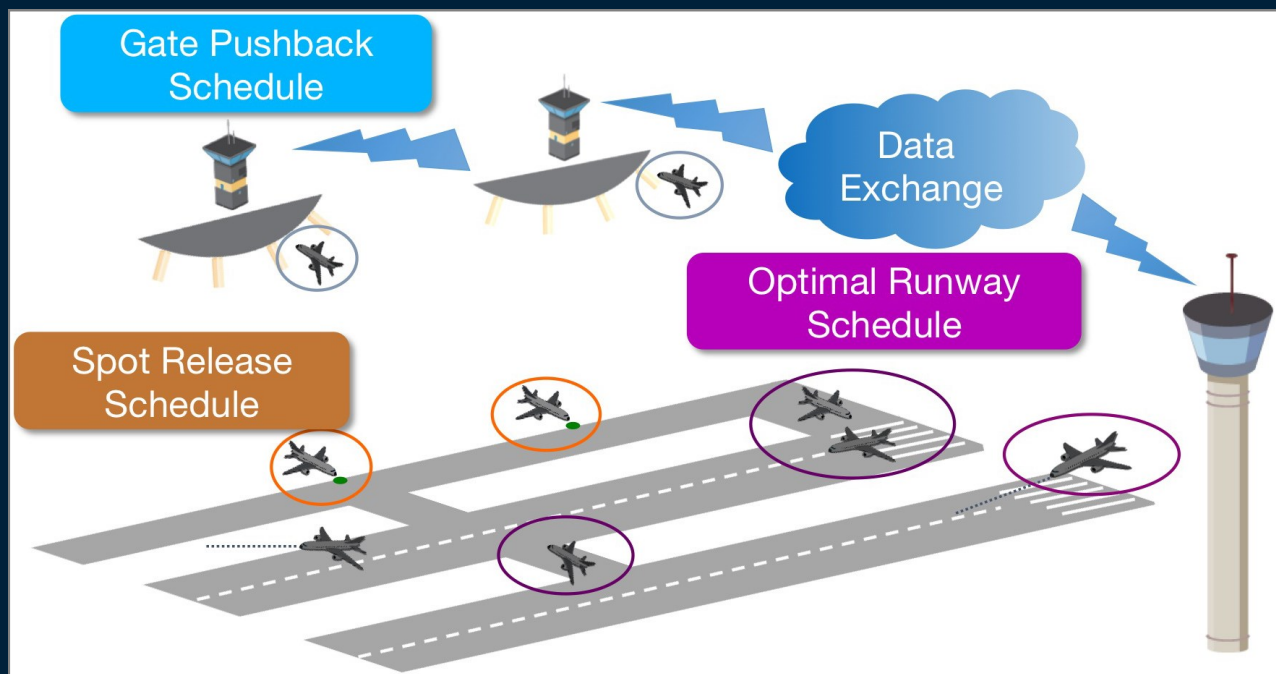 Gate Pushback
Schedule
Data
Exchange
Optimal Runway
Schedule
Spot Release
Schedule